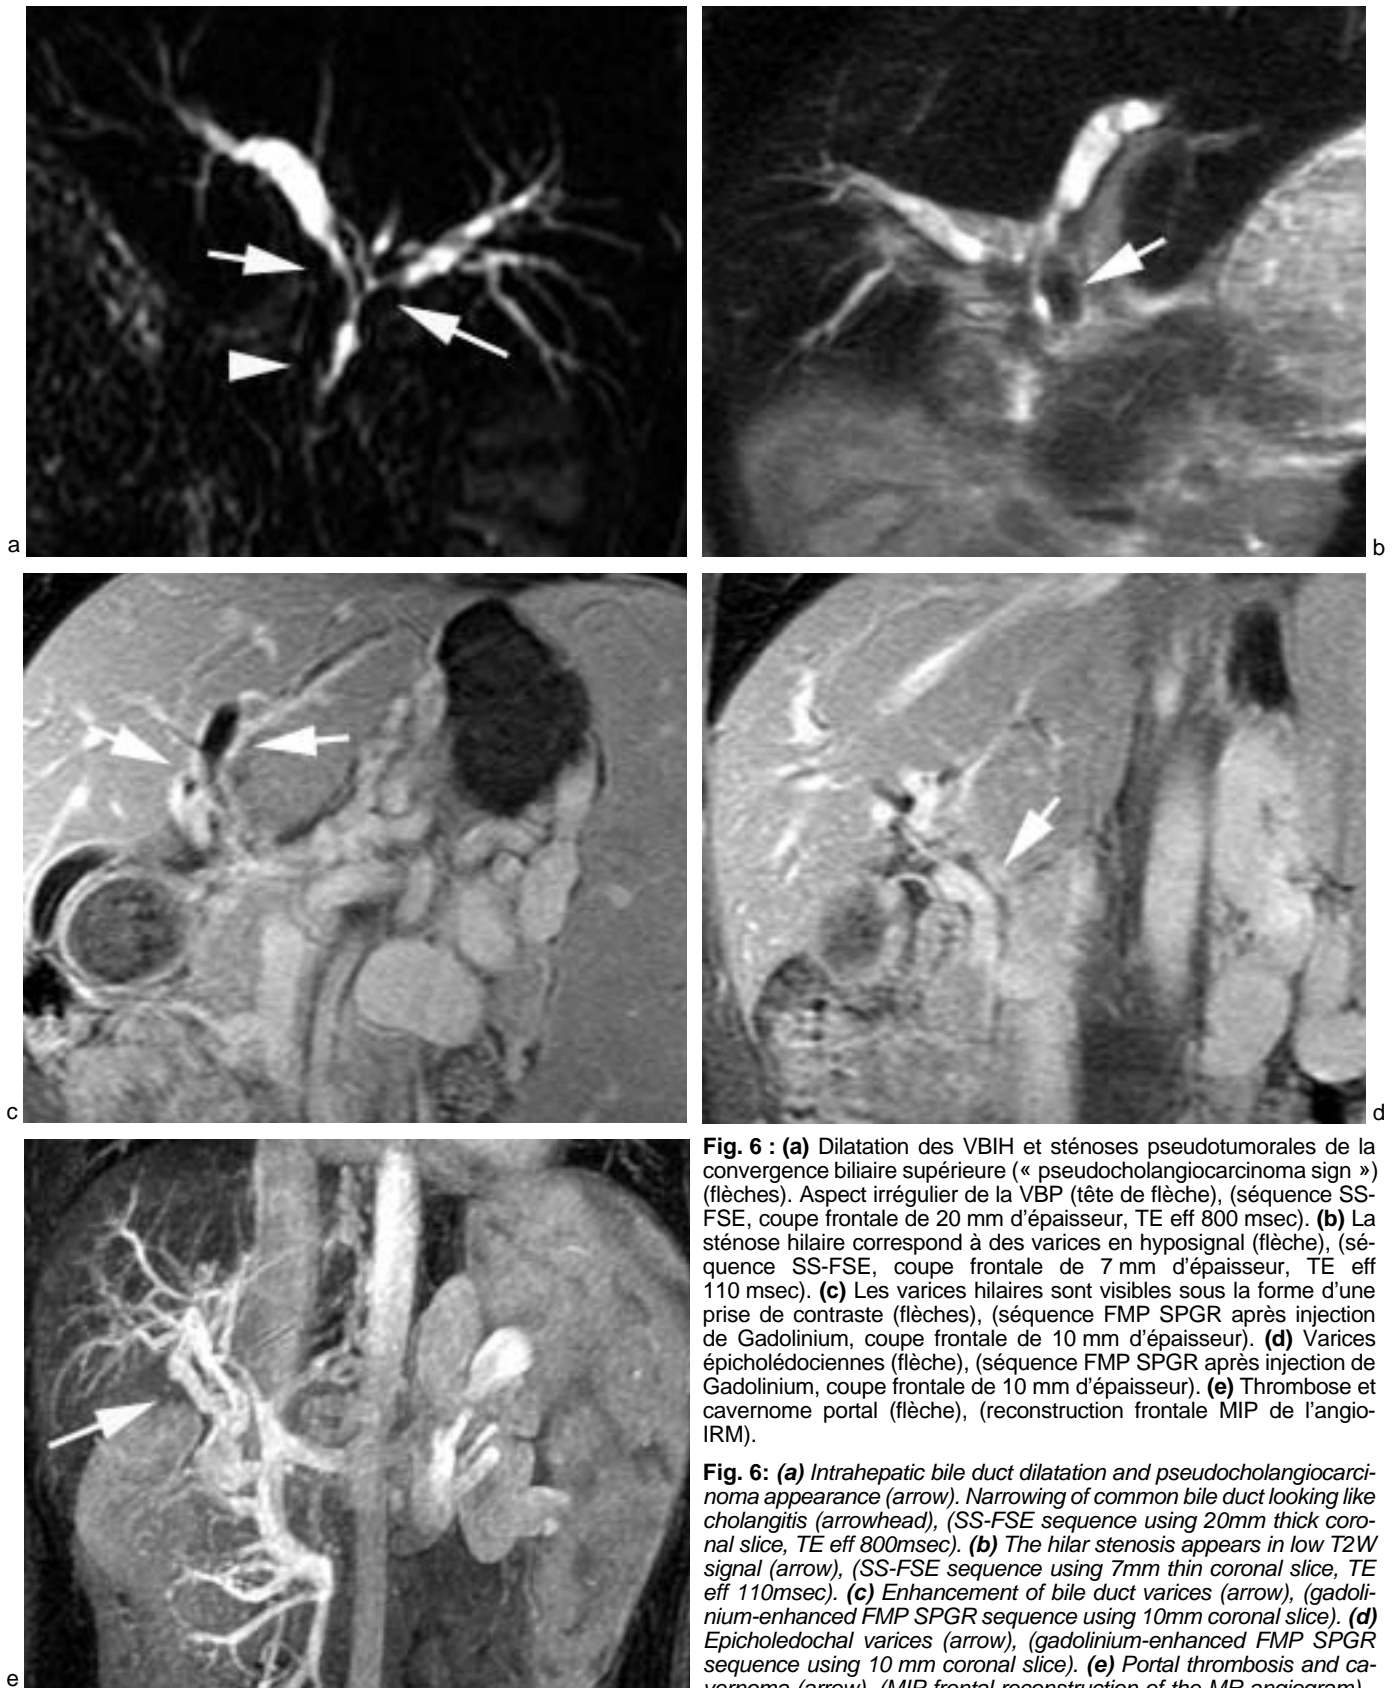 a
b
c
d
e
Fig. 6 : (a) Dilatation des VBIH et sténoses pseudotumorales de la
convergence biliaire supérieure (« pseudocholangiocarcinoma sign »)
(flèches). Aspect irrégulier de la VBP (tête de flèche), (séquence SS-
FSE, coupe frontale de 20 mm d'épaisseur, TE eff 800 msec). (b) La
sténose hilaire correspond à des varices en hyposignal (flèche), (sé-
quence SS-FSE, coupe frontale de 7 mm d'épaisseur, TE eff
110 msec). (c) Les varices hilaires sont visibles sous la forme d'une
prise de contraste (flèches), (séquence FMP SPGR après injection
de Gadolinium, coupe frontale de 10 mm d'épaisseur). (d) Varices
épicholédociennes (flèche), (séquence FMP SPGR après injection de
Gadolinium, coupe frontale de 10 mm d'épaisseur). (e) Thrombose et
cavernome portal (flèche), (reconstruction frontale MIP de l'angio-
IRM).
Fig. 6: (a) Intrahepatic bile duct dilatation and pseudocholangiocarci-
noma appearance (arrow). Narrowing of common bile duct looking like
cholangitis (arrowhead), (SS-FSE sequence using 20mm thick coro-
nal slice, TE eff 800msec). (b) The hilar stenosis appears in low T2W
signal (arrow), (SS-FSE sequence using 7mm thin coronal slice, TE
eff 110msec). (c) Enhancement of bile duct varices (arrow), (gadoli-
nium-enhanced FMP SPGR sequence using 10mm coronal slice). (d)
Epicholedochal varices (arrow), (gadolinium-enhanced FMP SPGR
sequence using 10 mm coronal slice). (e) Portal thrombosis and ca-
vernoma (arrow), (MIP frontal reconstruction of the MR angiogram).